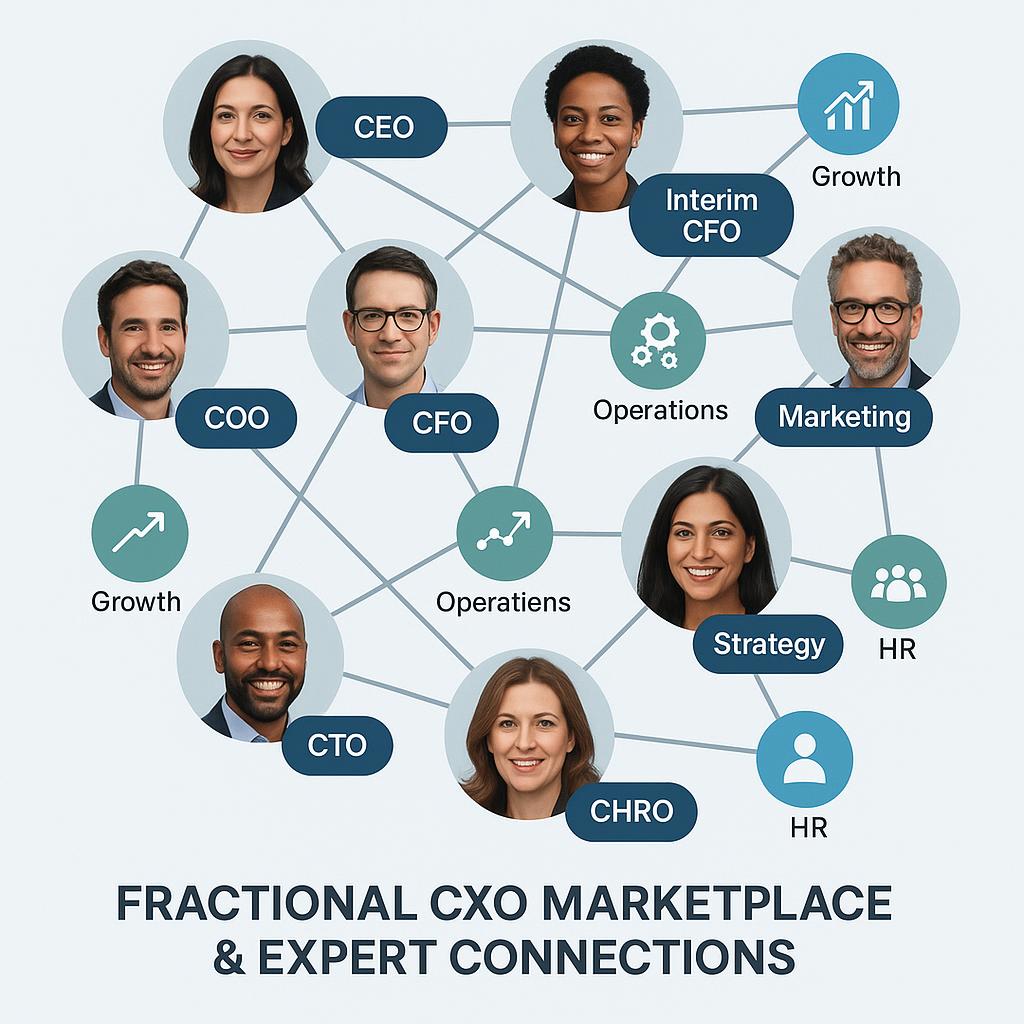 CEO
Growth
Interim
CFO
COO
CFO
Operations
Marketing
Growth
Operatiens
Strategy
HR
CTO
CHRO
HR
FRACTIONAL CXO MARKETPLACE
& EXPERT CONNECTIONS